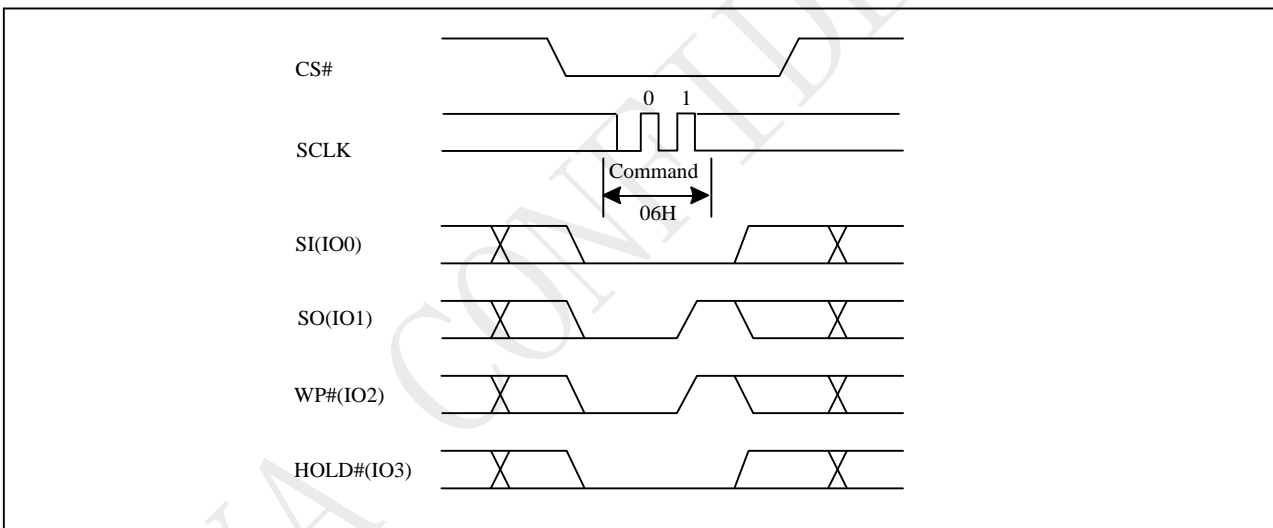 CS#
0 1
SCLK
Command
06H
SI(IO0)
SO(IO1)
WP#(IO2)
HOLD#(IO3)